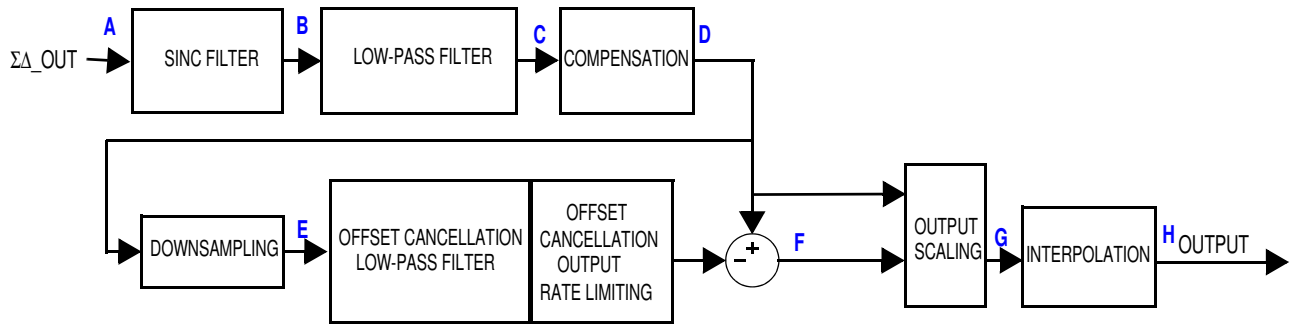 A
B
C
D
ΣΔ_OUT
SINC FILTER
LOW-PASS FILTER
COMPENSATION
DOWNSAMPLING
E
OFFSET CANCELLATION
LOW-PASS FILTER
OFFSET
CANCELLATION
OUTPUT
RATE LIMITING
− +
F
OUTPUT
SCALING
G
INTERPOLATION
H
OUTPUT